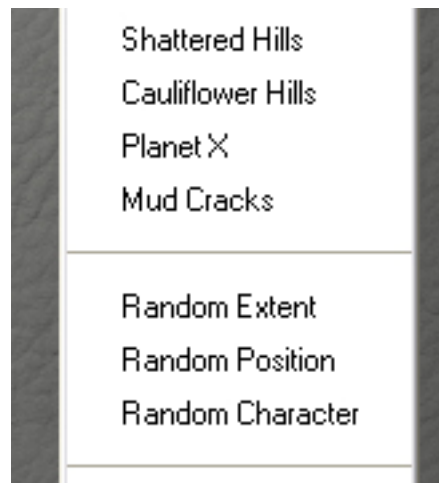 Shattered Hills
Cauliflower Hills
Planet X
Mud Cracks
Random Extent
Random Position
Random Character